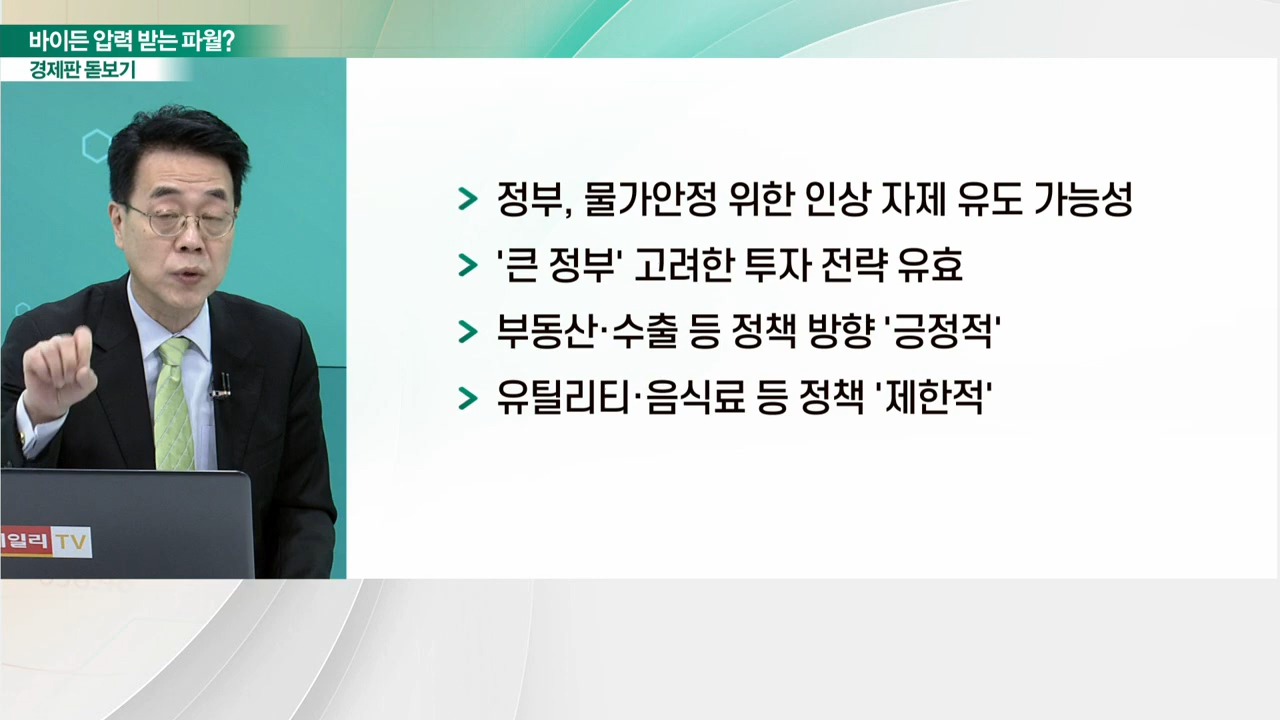 바이든 압력 받는 파월?
경제판 돋보기
정부, 물가안정 위한 인상 자제 유도 가능성
'큰 정부' 고려한 투자 전략 유효
부동산·수출 등 정책 방향 '긍정적'
유틸리티·음식료 등 정책 '제한적'
일리 TV